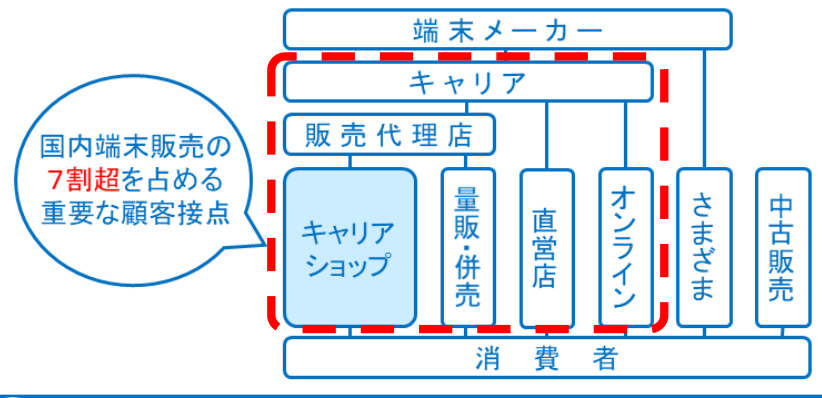 端末メーカー
キャリア
販売代理店
国内端末販売の
7割超を占める
重要な顧客接点
キャリア
ショップ
量販・併売
直営店
オンライン
さまざま
中古販売
消費者